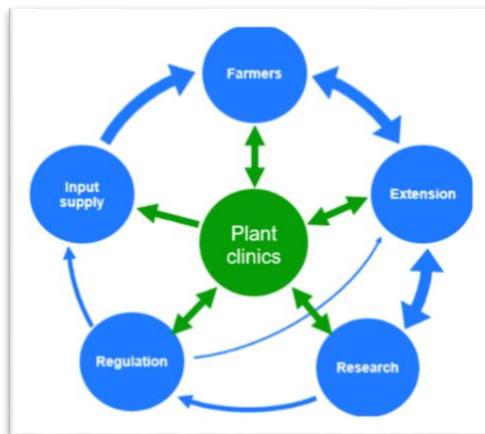 Farmers
Input
supply
Extension
Plant
clinics
Regulation
Research